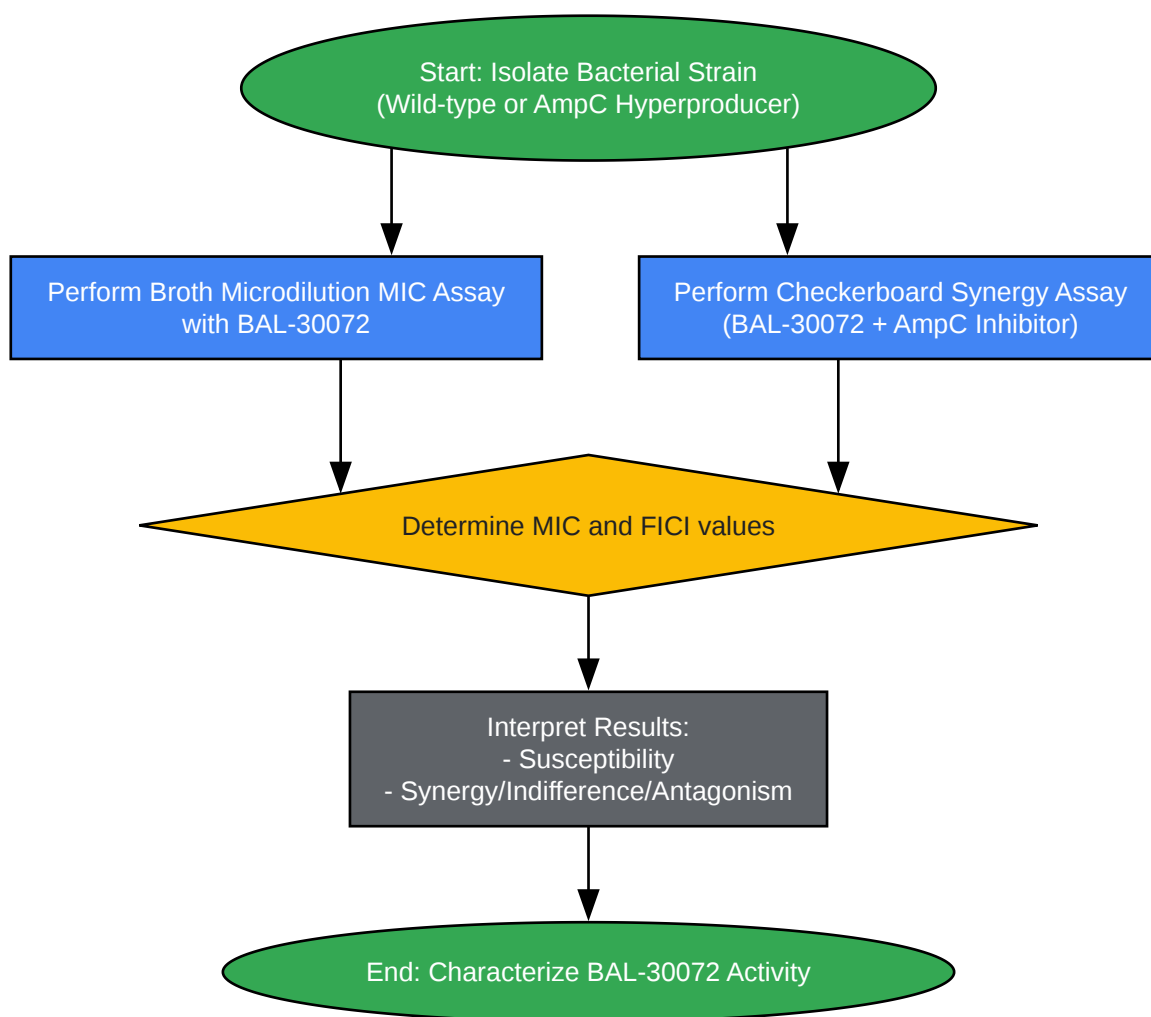 Start: Isolate Bacterial Strain
(Wild-type or AmpC Hyperproducer)
Perform Broth Microdilution MIC Assay
with BAL-30072
Perform Checkerboard Synergy Assay
(BAL-30072 + AmpC Inhibitor)
Determine MIC and FICI values
Interpret Results:
- Susceptibility
- Synergy/Indifference/Antagonism
End: Characterize BAL-30072 Activity